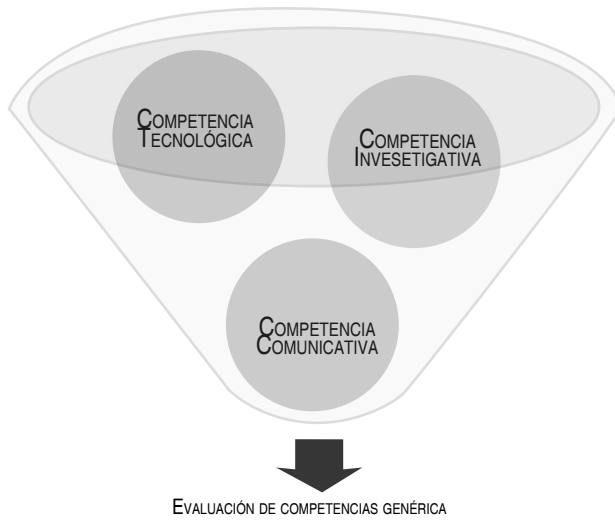 COMPETENCIA
TECNOLÓGICA
COMPETENCIA
INVESETIGATIVA
COMPETENCIA
COMUNICATIVA
EVALUACIÓN DE COMPETENCIAS GENÉRICA